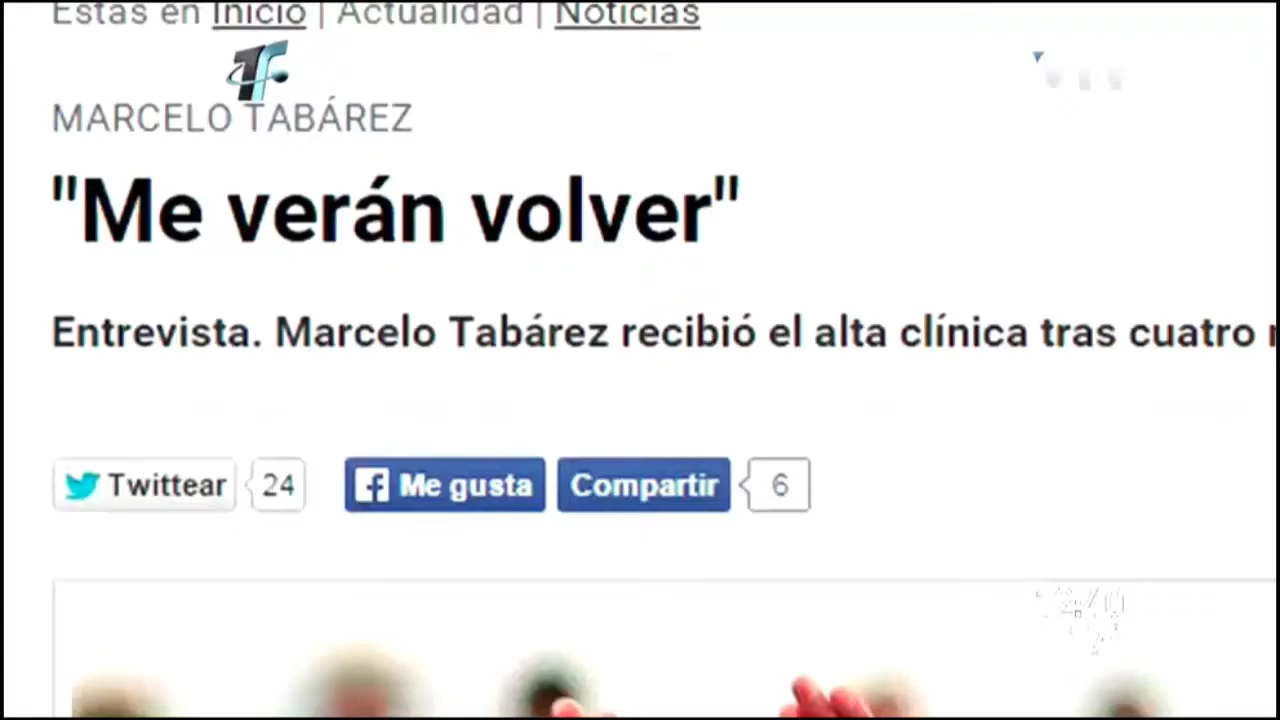 Estás en Inicio | Actualidad | Noticias
TF
MARCELO TABÁREZ
"Me verán volver"
Entrevista. Marcelo Tabárez recibió el alta clínica tras cuatro
Twittear 24 Me gusta Compartir 6